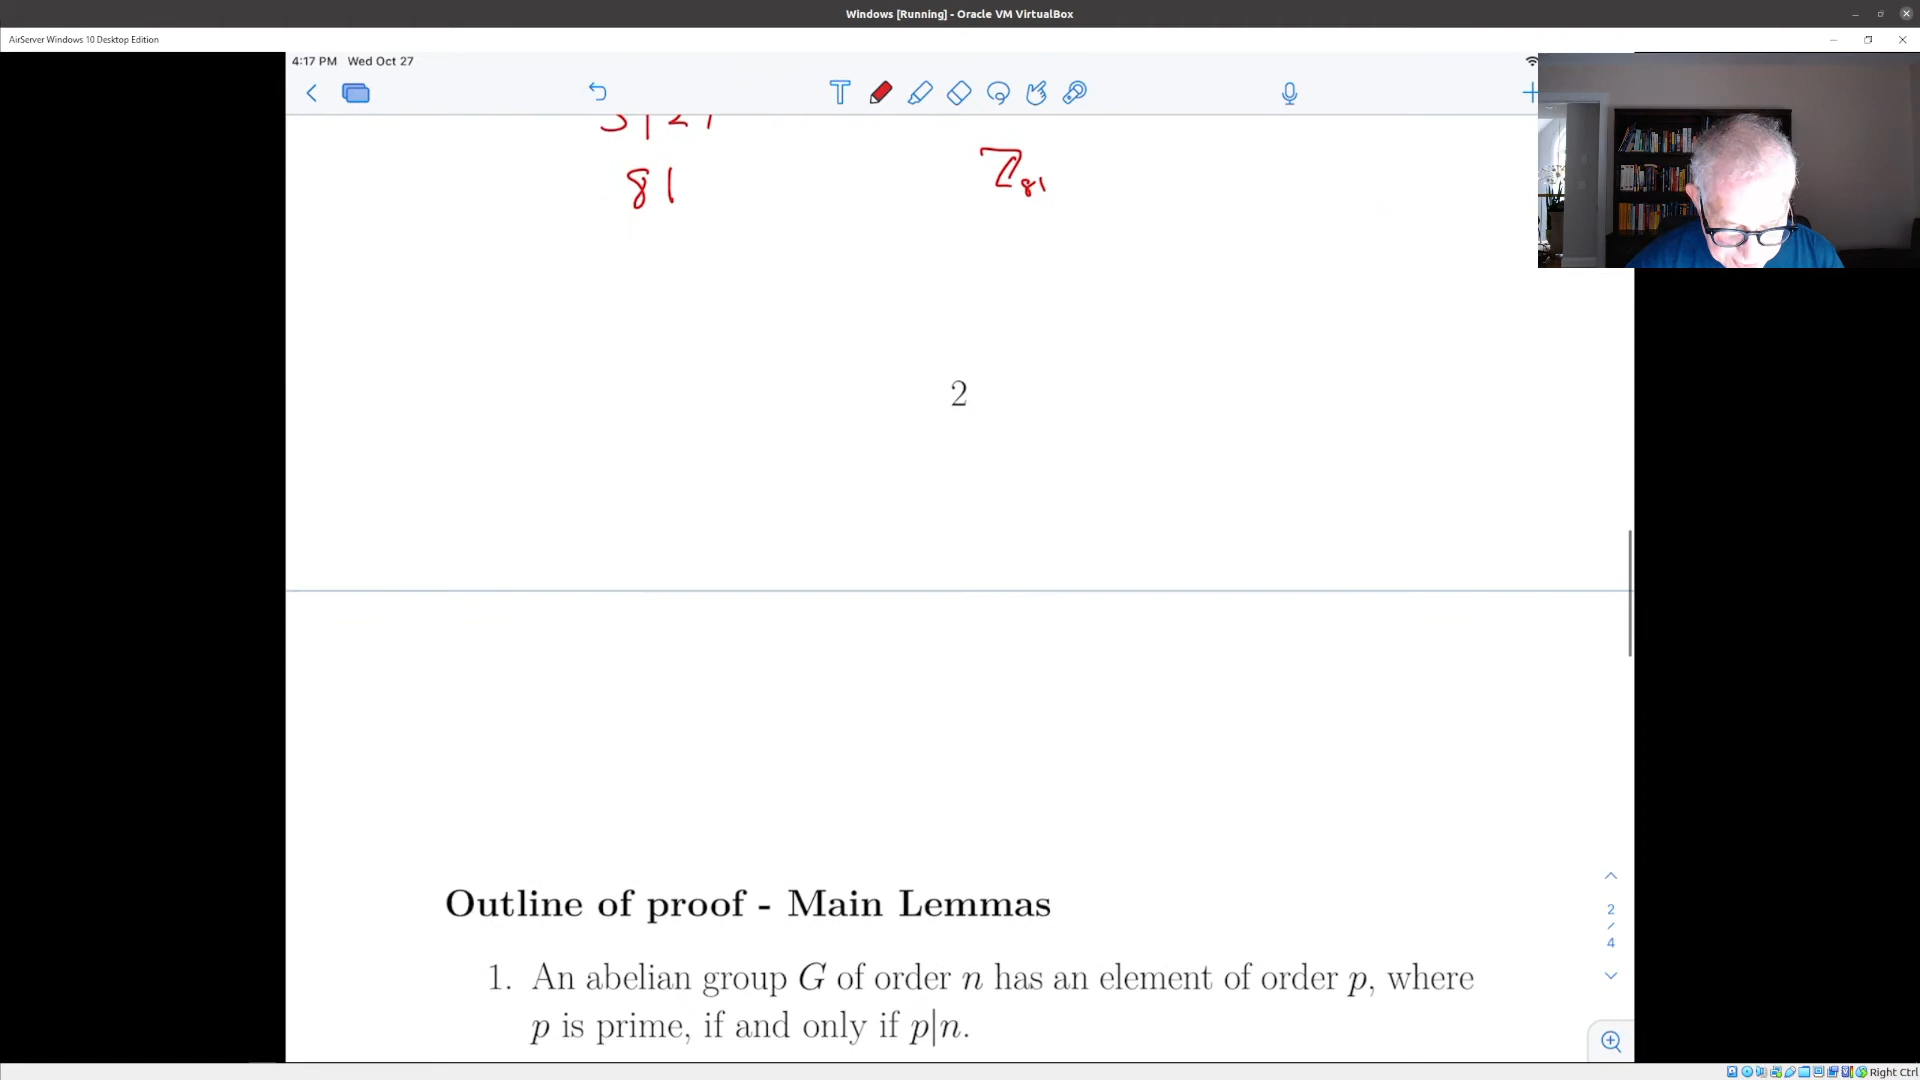 Windows [Running] - Oracle VM VirtualBox
AirServer Windows 10 Desktop Edition
4:17 PM Wed Oct 27
81
ℤ₈₁
2
Outline of proof - Main Lemmas
1. An abelian group G of order n has an element of order p, where
p is prime, if and only if p|n.
2
/
4
Right Ctrl